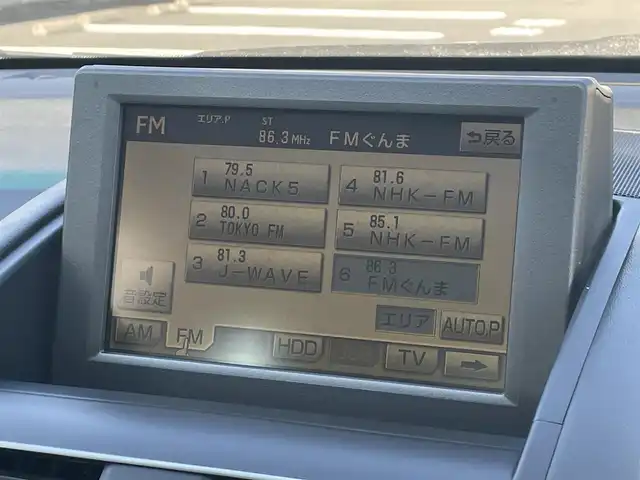 FM エリア.P ST 86.3MHz FMぐんま 戻る
1 79.5 NACK5
4 81.6 NHK-FM
2 80.0 TOKYO FM
5 85.1 NHK-FM
3 81.3 J-WAVE
6 86.3 FMぐんま
音設定
エリア AUTO.P
AM FM HDD TV